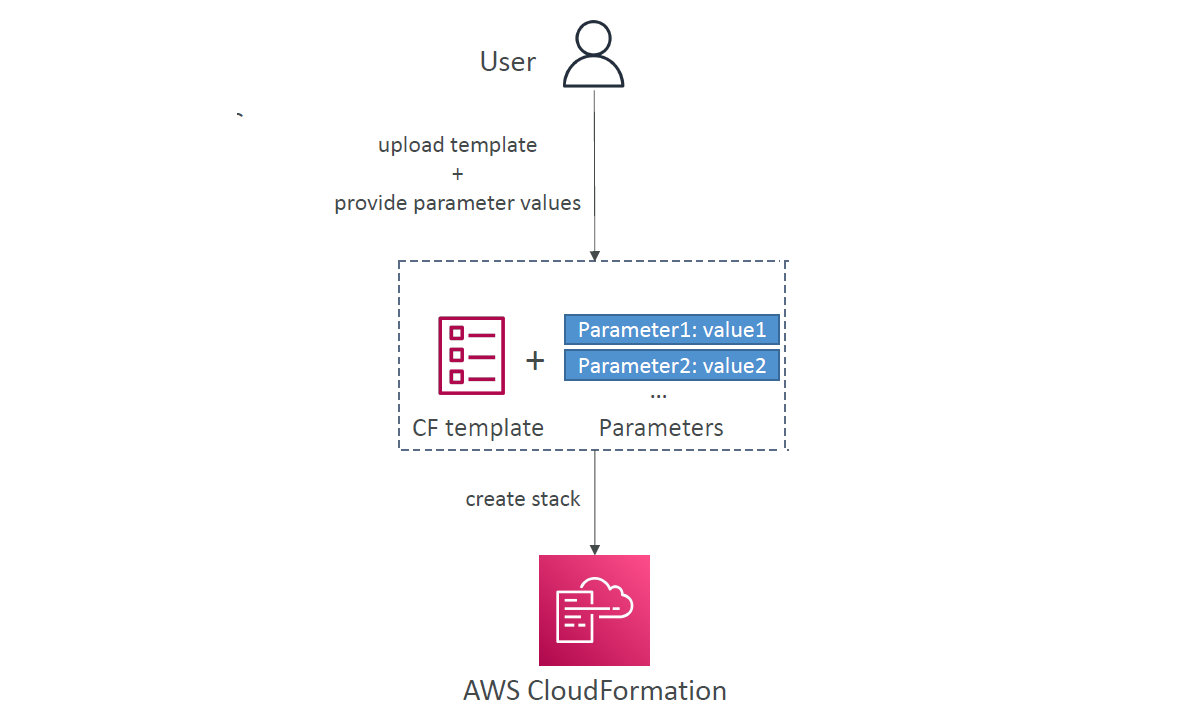 User
upload template
+
provide parameter values
+
Parameter1: value1
Parameter2: value2
...
CF template
Parameters
create stack
AWS CloudFormation